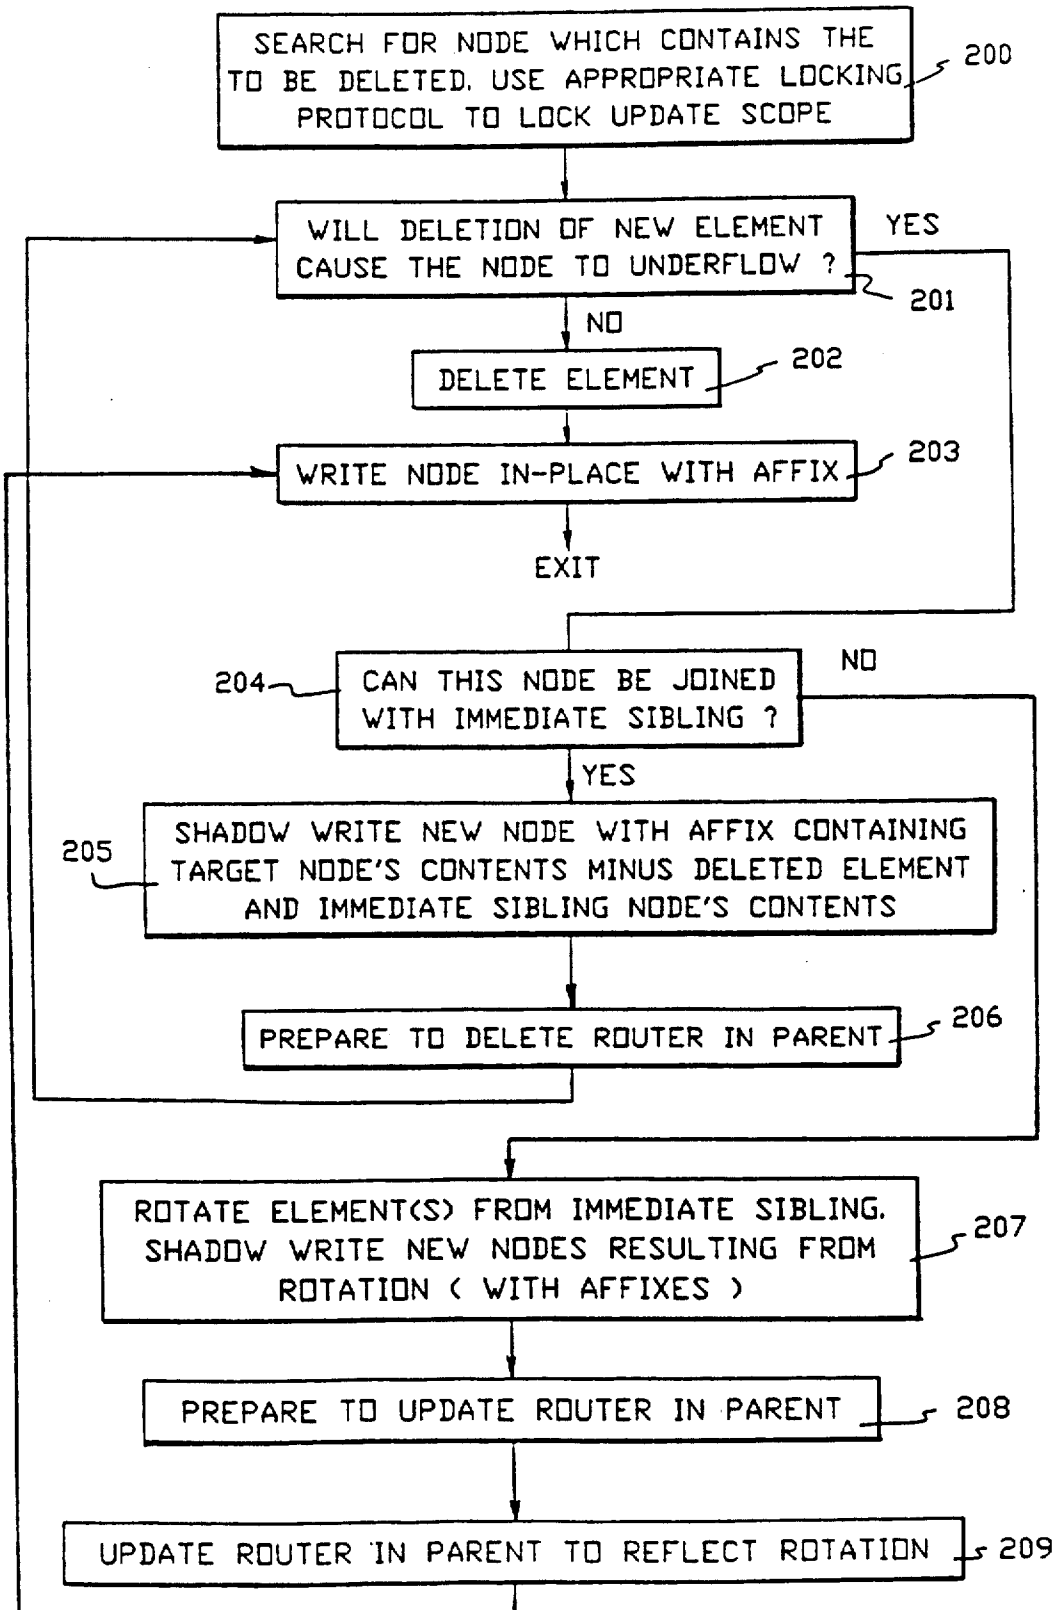 SEARCH FOR NODE WHICH CONTAINS THE
TO BE DELETED. USE APPROPRIATE LOCKING
PROTOCOL TO LOCK UPDATE SCOPE
200
WILL DELETION OF NEW ELEMENT
CAUSE THE NODE TO UNDERFLOW ?
YES
201
NO
DELETE ELEMENT
202
WRITE NODE IN-PLACE WITH AFFIX
203
EXIT
204
CAN THIS NODE BE JOINED
WITH IMMEDIATE SIBLING ?
NO
YES
205
SHADOW WRITE NEW NODE WITH AFFIX CONTAINING
TARGET NODE'S CONTENTS MINUS DELETED ELEMENT
AND IMMEDIATE SIBLING NODE'S CONTENTS
PREPARE TO DELETE ROUTER IN PARENT
206
ROTATE ELEMENT(S) FROM IMMEDIATE SIBLING.
SHADOW WRITE NEW NODES RESULTING FROM
ROTATION ( WITH AFFIXES )
207
PREPARE TO UPDATE ROUTER IN PARENT
208
UPDATE ROUTER IN PARENT TO REFLECT ROTATION
209